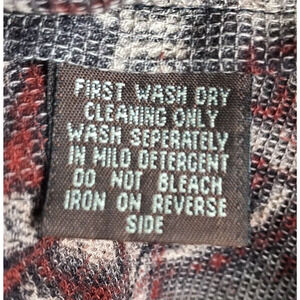 FIRST WASH DRY
CLEANING ONLY
WASH SEPERATELY
IN MILD DETERGENT
DO NOT BLEACH
IRON ON REVERSE
SIDE